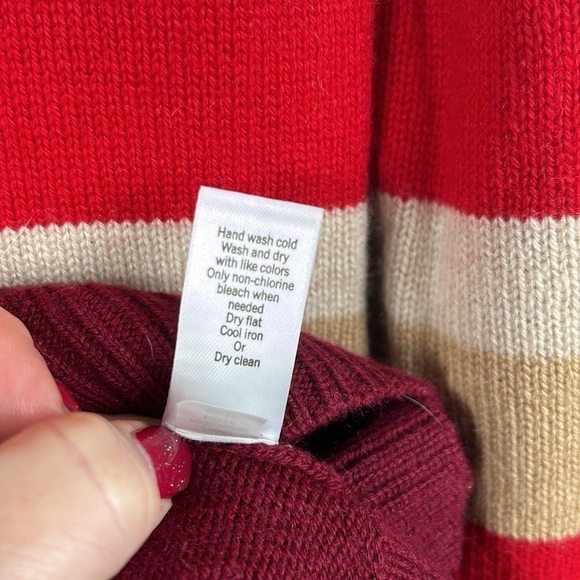 Hand wash cold
Wash and dry
with like colors
Only non-chlorine
bleach when
needed
Dry flat
Cool iron
Or
Dry clean